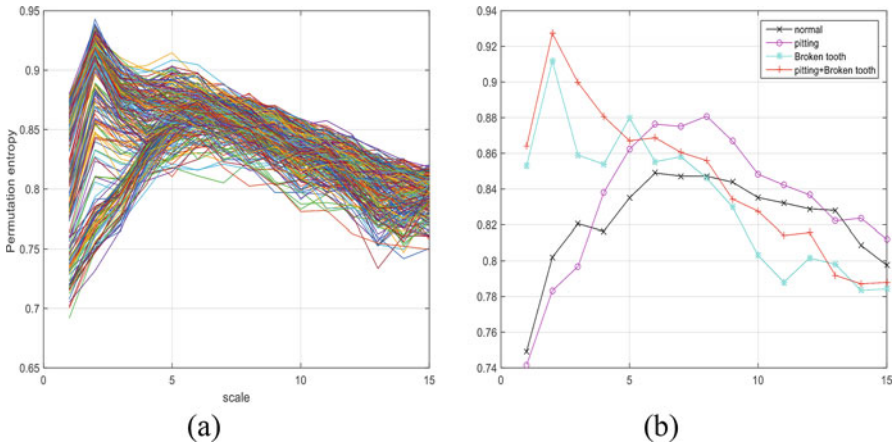 0.95
0.9
0.85
0.8
0.75
0.7
0.65
Permutation entropy
0 5 10 15
scale
(a)
0.94
0.92
0.9
0.88
0.86
0.84
0.82
0.8
0.78
0.76
0.74
0 5 10 15
normal
pitting
Broken tooth
pitting+Broken tooth
(b)